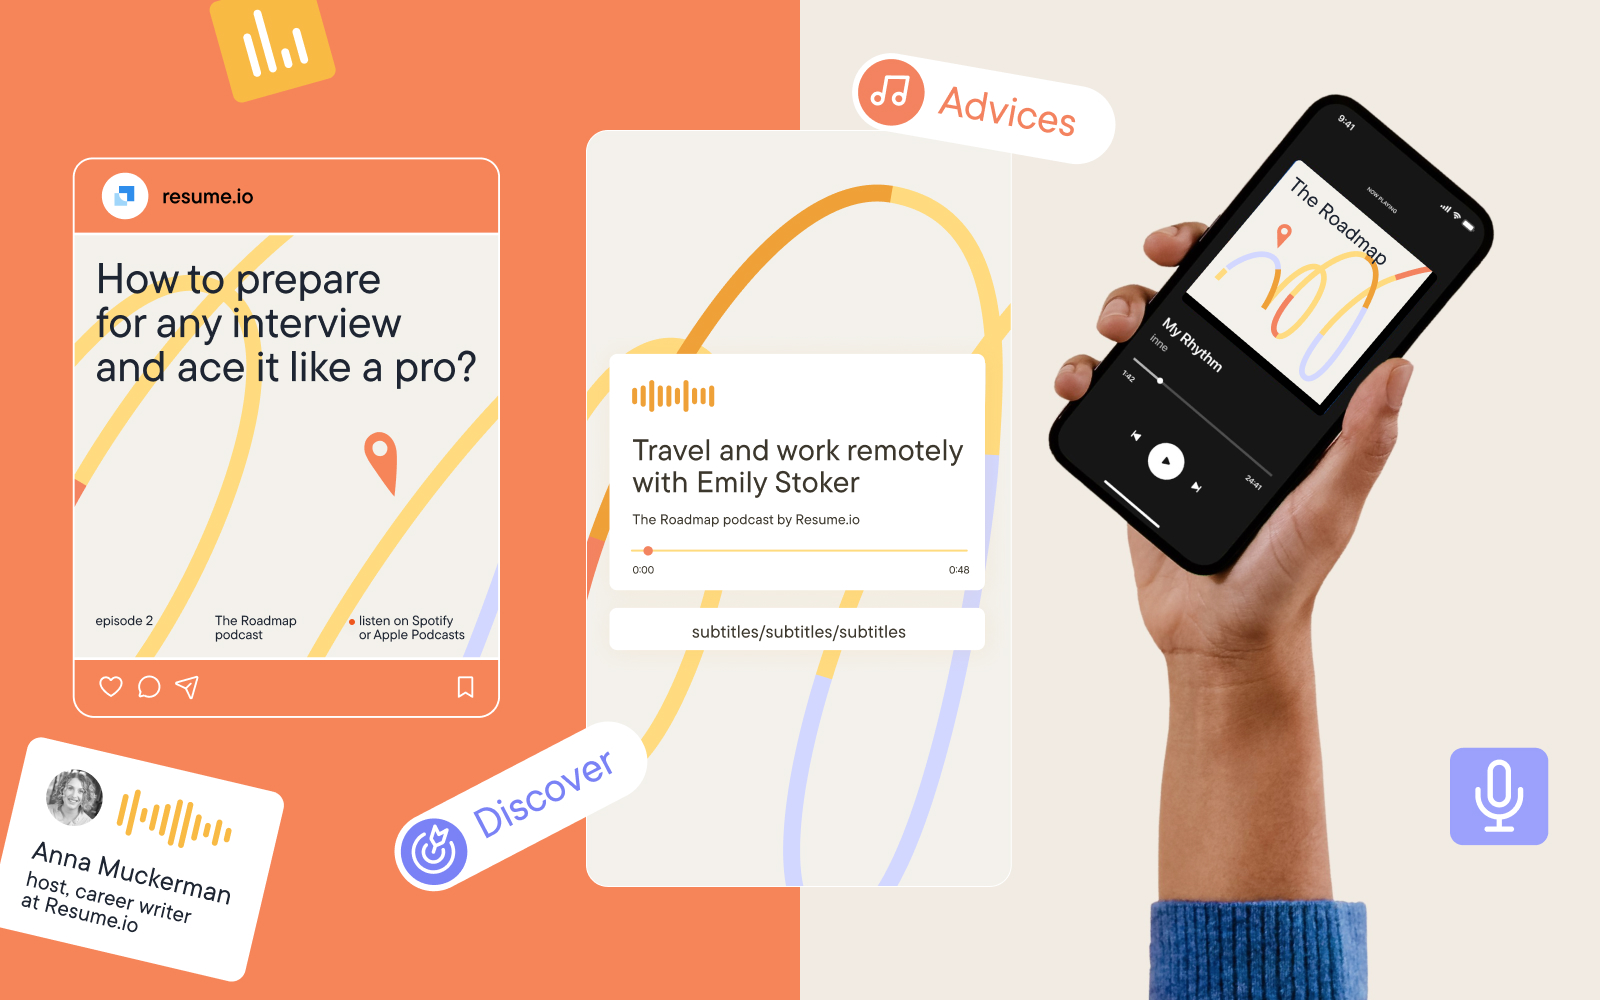 resume.io
How to prepare
for any interview
and ace it like a pro?
episode 2
The Roadmap
podcast
listen on Spotify
or Apple Podcasts
Anna Muckerman
host, career writer
at Resume.io
Discover
Advices
Travel and work remotely
with Emily Stoker
The Roadmap podcast by Resume.io
0:00
0:48
subtitles/subtitles/subtitles
9:41
NOW PLAYING
The Roadmap
My Rhythm
inne
1:42
24:41